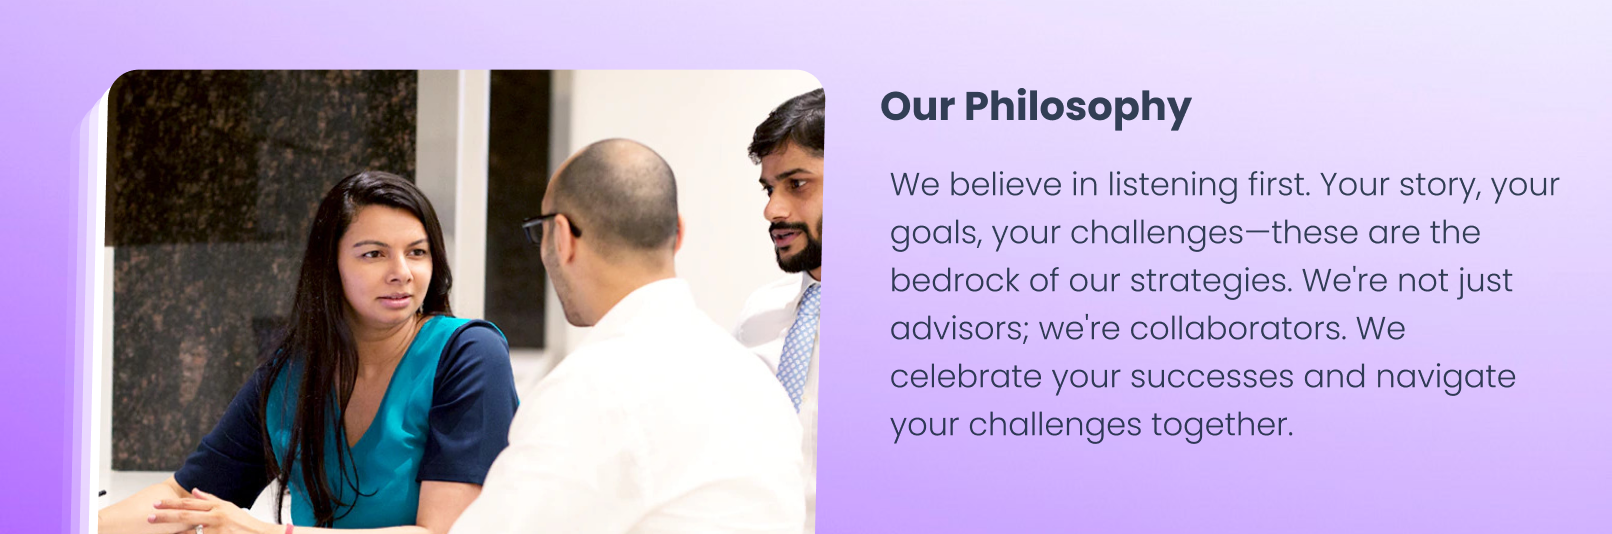 Our Philosophy
We believe in listening first. Your story, your
goals, your challenges—these are the
bedrock of our strategies. We're not just
advisors; we're collaborators. We
celebrate your successes and navigate
your challenges together.